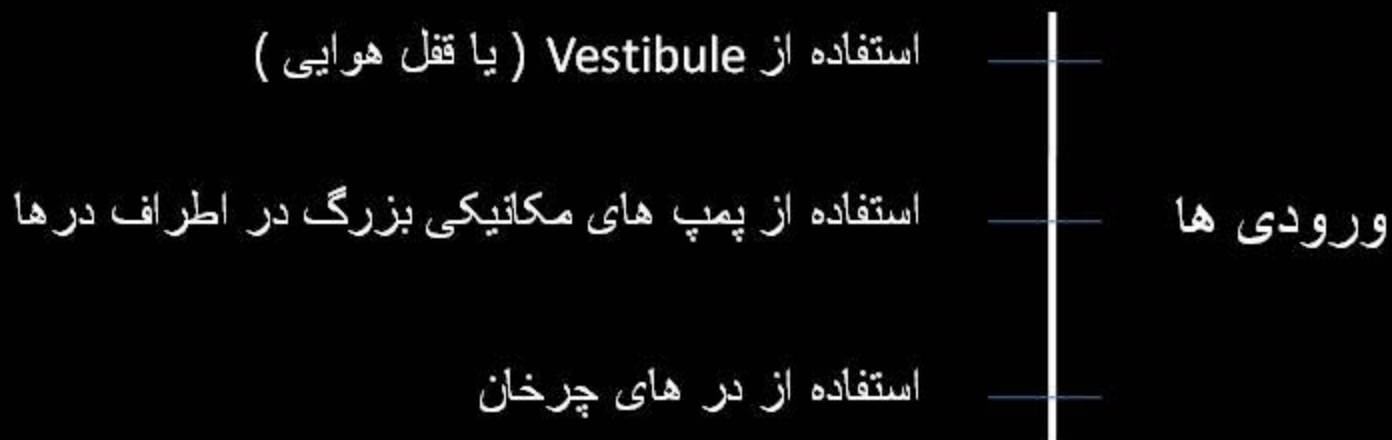 استفاده از Vestibule ( یا قفل هوایی )
ورودی ها
استفاده از پمپ های مکانیکی بزرگ در اطراف درها
استفاده از در های چرخان